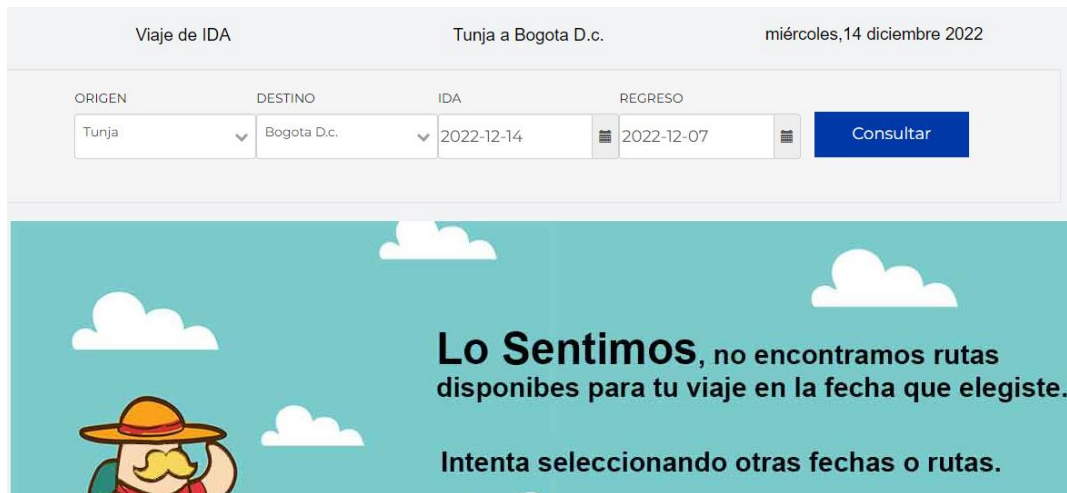 Viaje de IDA Tunja a Bogota D.c. miércoles,14 diciembre 2022
ORIGEN DESTINO IDA REGRESO
Tunja Bogota D.c. 2022-12-14 2022-12-07 Consultar
Lo Sentimos, no encontramos rutas
disponibes para tu viaje en la fecha que elegiste.
Intenta seleccionando otras fechas o rutas.